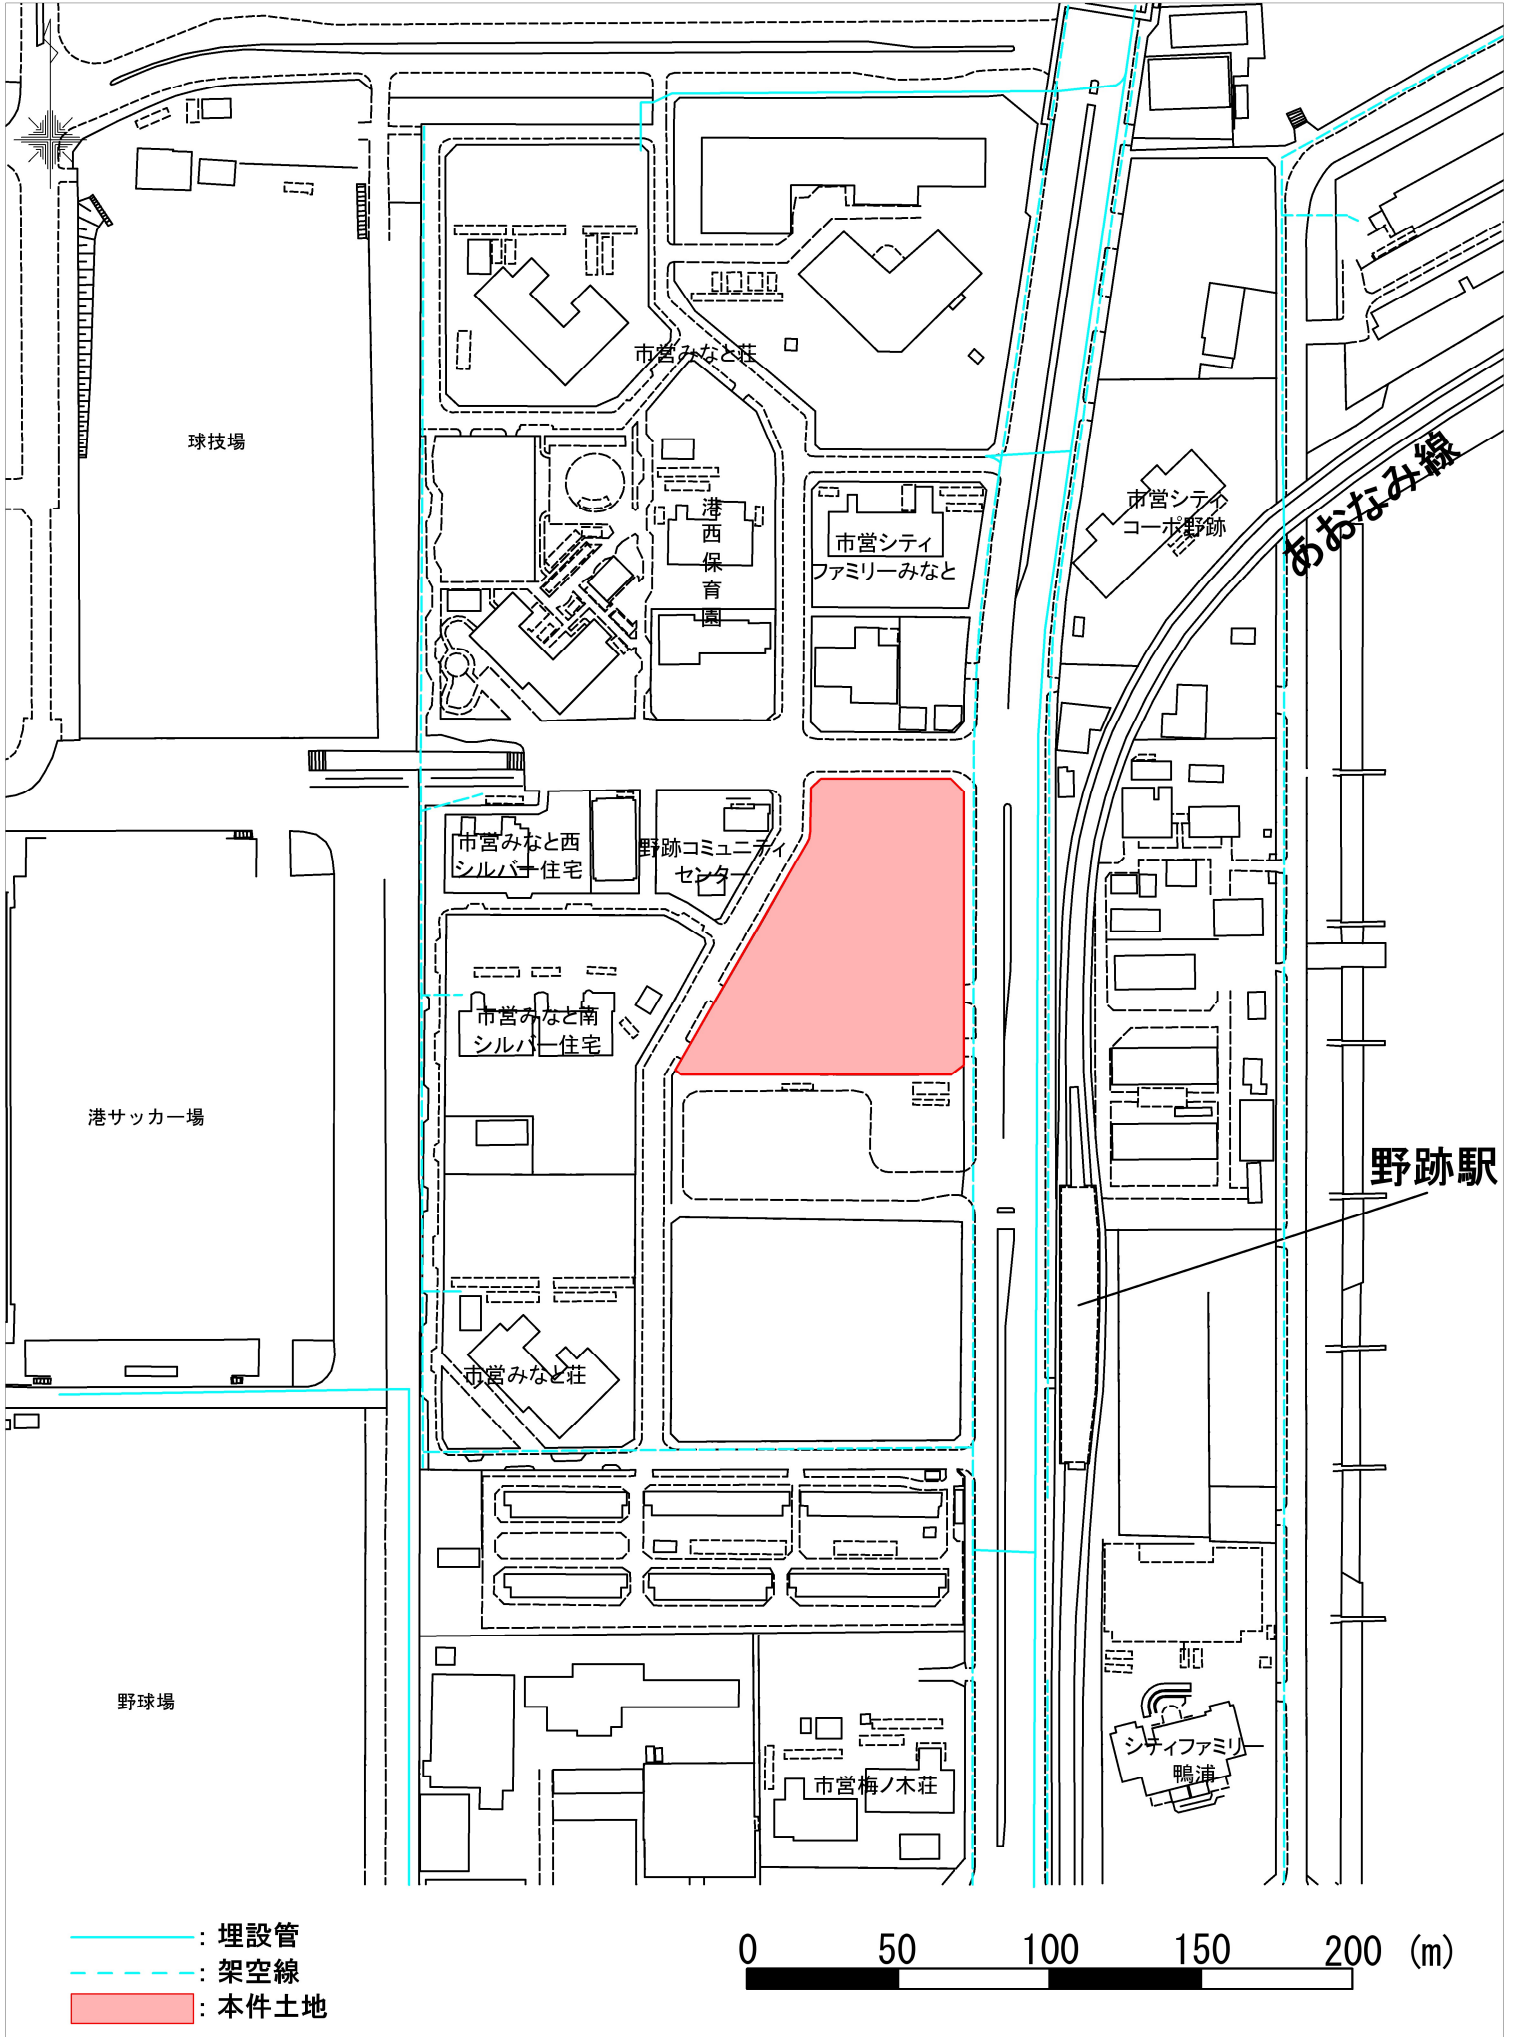 市営みなと荘
球技場
あおなみ線
市営シティ
コーポ野跡
港西保育園
市営シティ
ファミリーみなと
市営みなと西
シルバー住宅
野跡コミュニティ
センター
市営みなと南
シルバー住宅
港サッカー場
野跡駅
市営みなと荘
野球場
シティファミリー
鴨浦
市営梅ノ木荘
：埋設管
：架空線
：本件土地
0 50 100 150 200 (m)